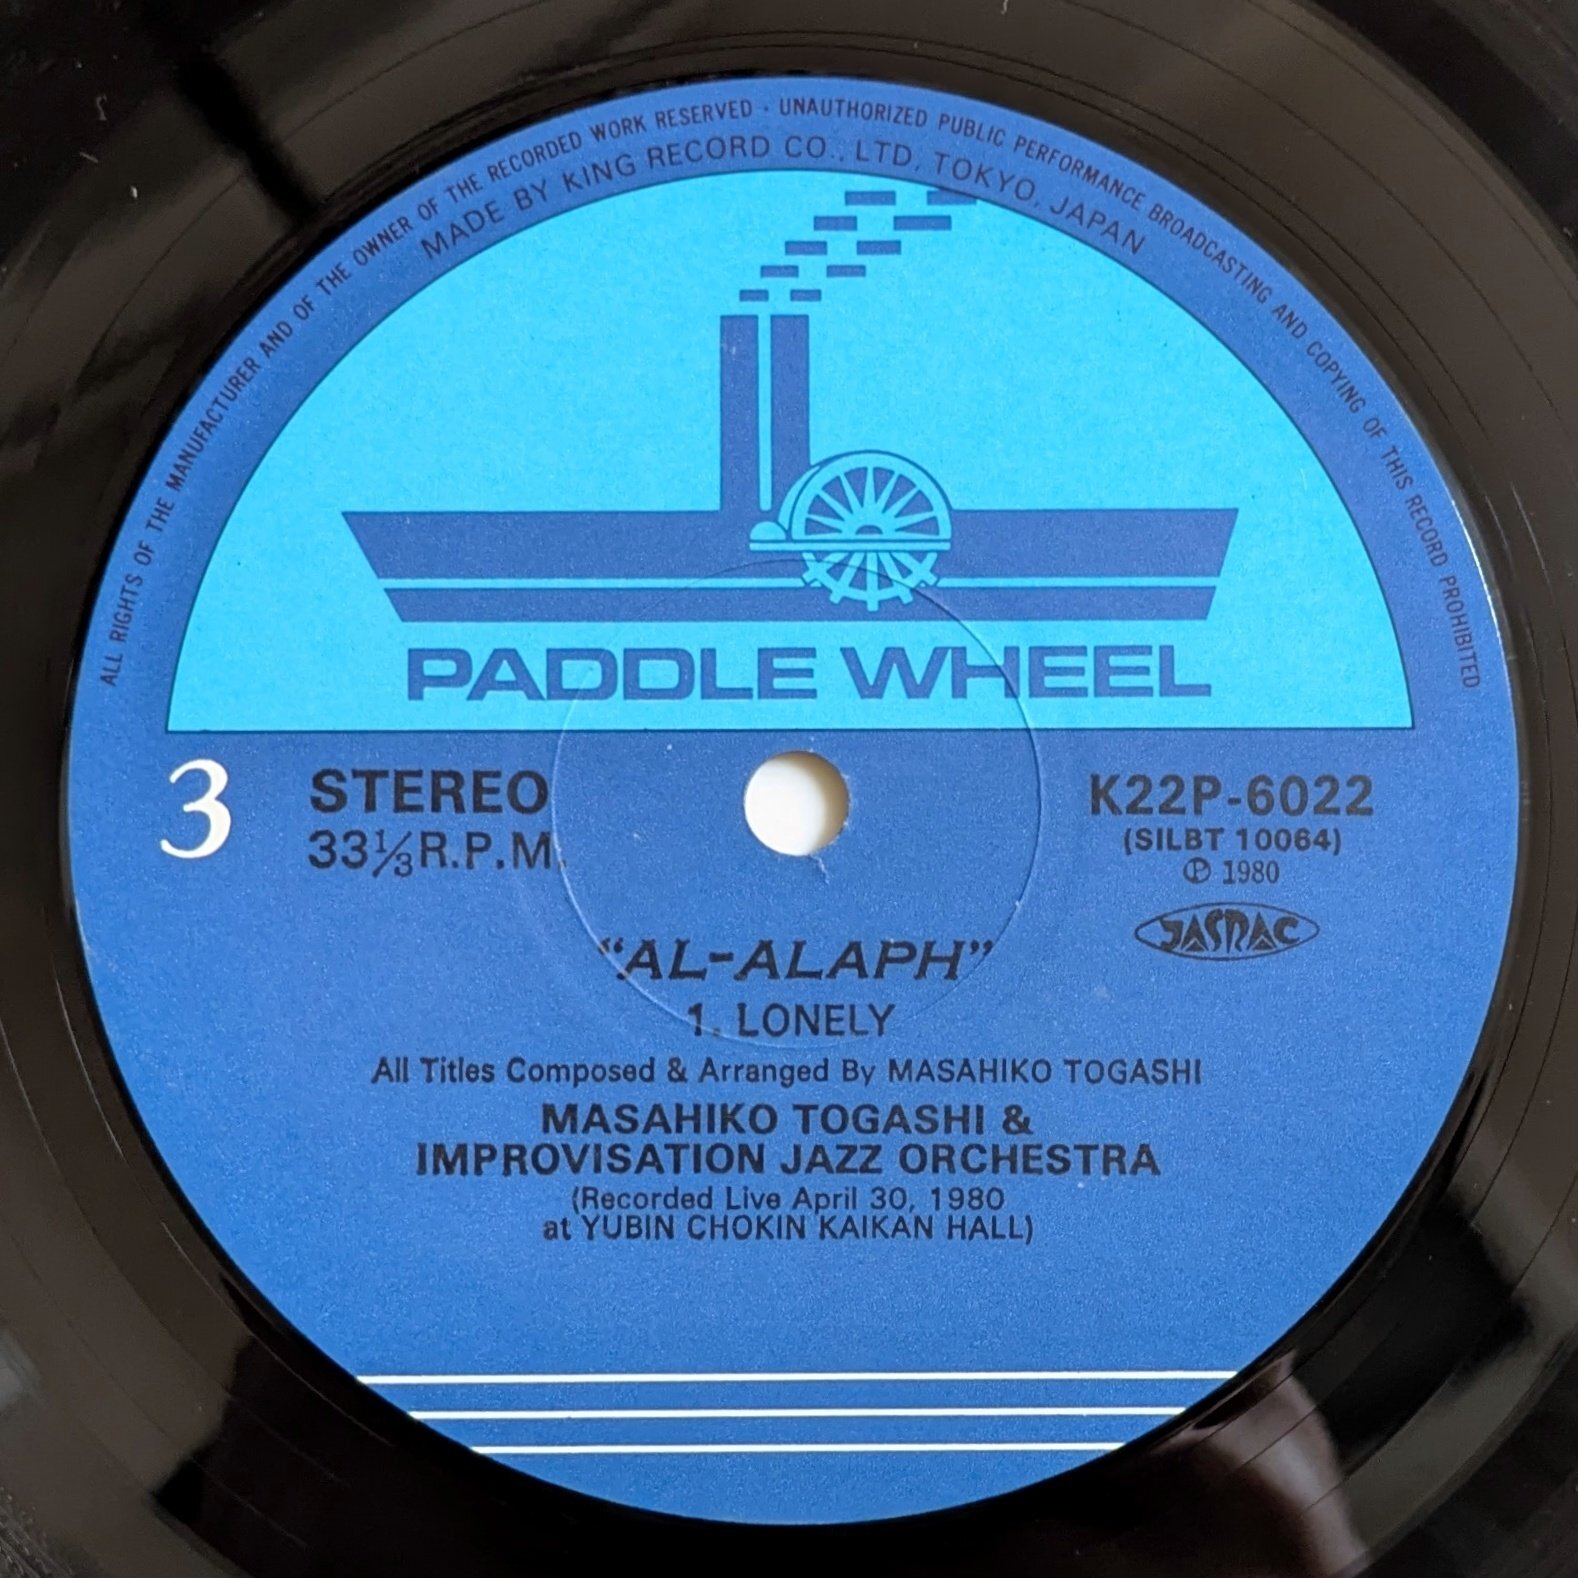 ALL RIGHTS OF THE MANUFACTURER AND OF THE OWNER OF THE RECORDED WORK RESERVED · UNAUTHORIZED PUBLIC PERFORMANCE BROADCASTING AND COPYING OF THIS RECORD PROHIBITED
MADE BY KING RECORD CO., LTD, TOKYO, JAPAN
PADDLE WHEEL
3
STEREO
33⅓ R.P.M.
K22P-6022
(SILBT 10064)
℗ 1980
JASRAC
“AL-ALAPH”
1. LONELY
All Titles Composed & Arranged By MASAHIKO TOGASHI
MASAHIKO TOGASHI &
IMPROVISATION JAZZ ORCHESTRA
(Recorded Live April 30, 1980
at YUBIN CHOKIN KAIKAN HALL)